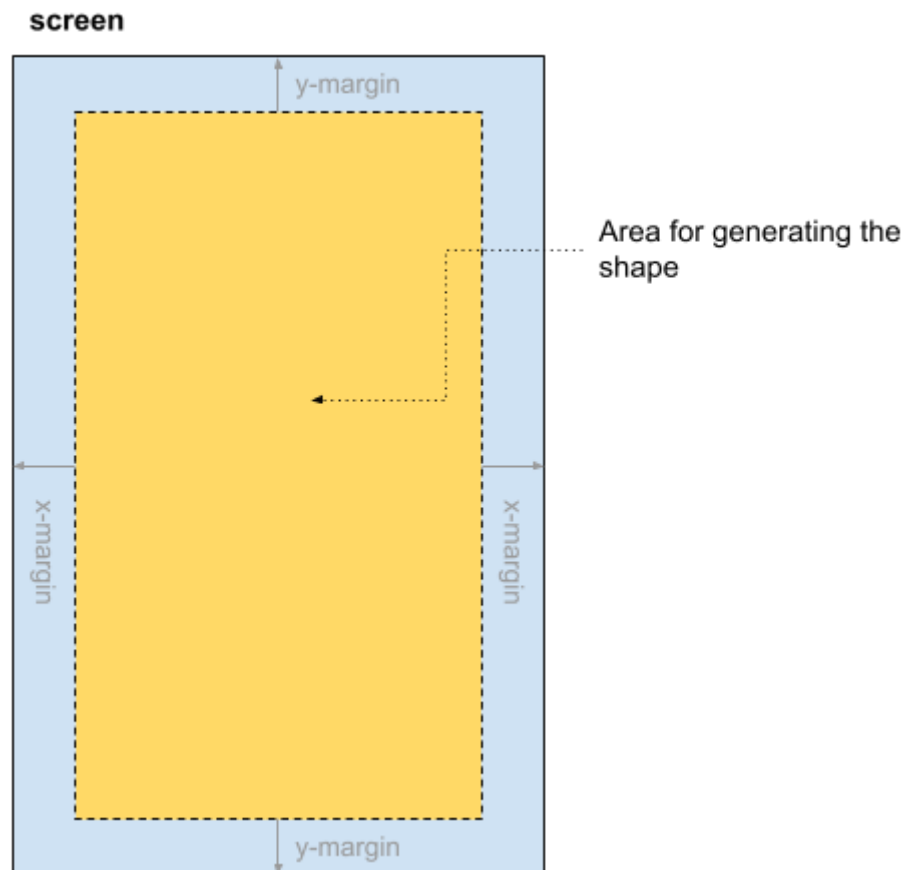 screen
y-margin
Area for generating the
shape
x-margin
x-margin
y-margin